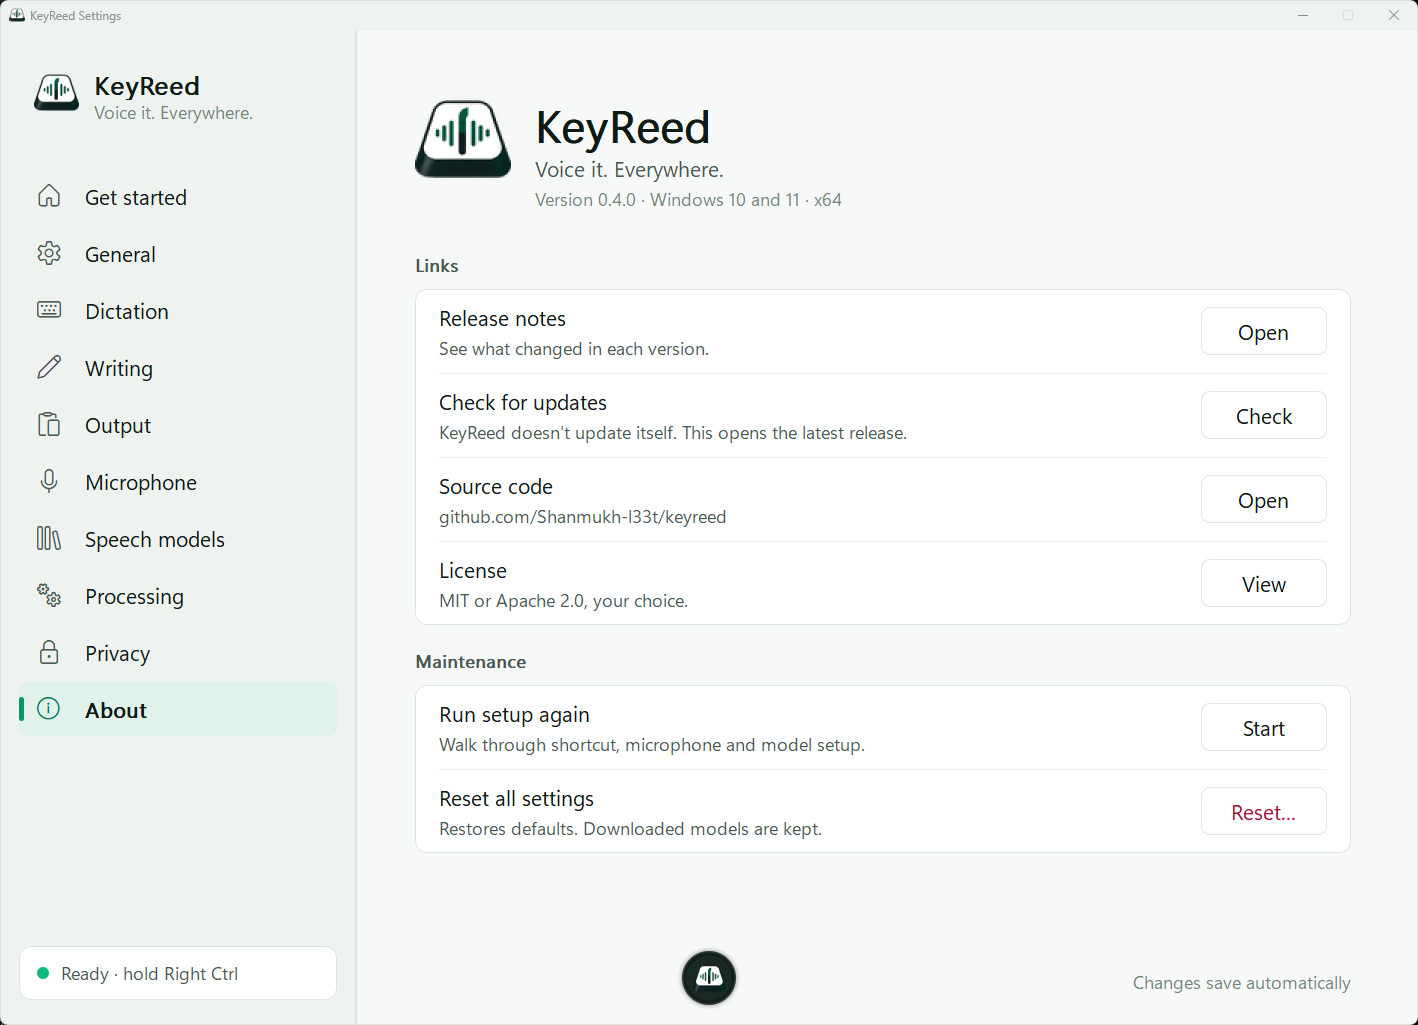 KeyReed Settings
KeyReed
Voice it. Everywhere.
Get started
General
Dictation
Writing
Output
Microphone
Speech models
Processing
Privacy
About
Ready · hold Right Ctrl
KeyReed
Voice it. Everywhere.
Version 0.4.0 · Windows 10 and 11 · x64
Links
Release notes
See what changed in each version.
Open
Check for updates
KeyReed doesn't update itself. This opens the latest release.
Check
Source code
github.com/Shanmukh-l33t/keyreed
Open
License
MIT or Apache 2.0, your choice.
View
Maintenance
Run setup again
Walk through shortcut, microphone and model setup.
Start
Reset all settings
Restores defaults. Downloaded models are kept.
Reset...
Changes save automatically